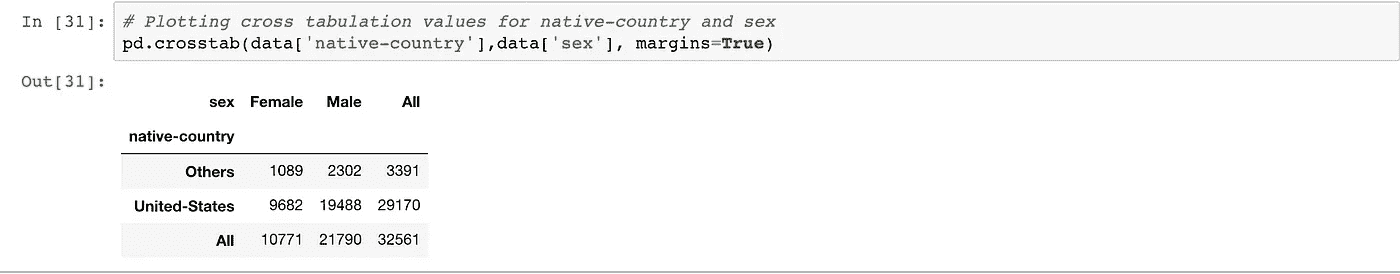 In [31]: # Plotting cross tabulation values for native-country and sex
pd.crosstab(data['native-country'],data['sex'], margins=True)
Out[31]:
sex Female Male All
native-country
Others 1089 2302 3391
United-States 9682 19488 29170
All 10771 21790 32561